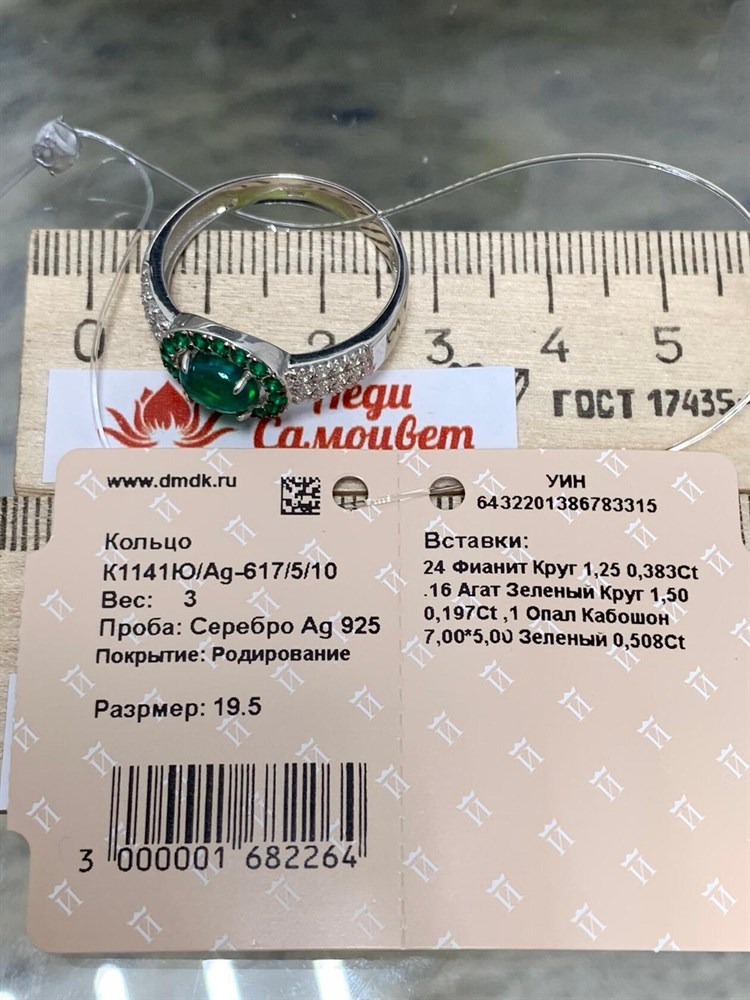 0 2 3 4 5
ГОСТ 17435-
Леди
Самоцвет
www.dmdk.ru
Кольцо
К1141Ю/Ag-617/5/10
Вес: 3
Проба: Серебро Ag 925
Покрытие: Родирование
Разрмер: 19.5
3 000001 682264
УИН
6432201386783315
Вставки:
24 Фианит Круг 1,25 0,383Ct
.16 Агат Зеленый Круг 1,50
0,197Ct ,1 Опал Кабошон
7,00*5,00 Зеленый 0,508Ct